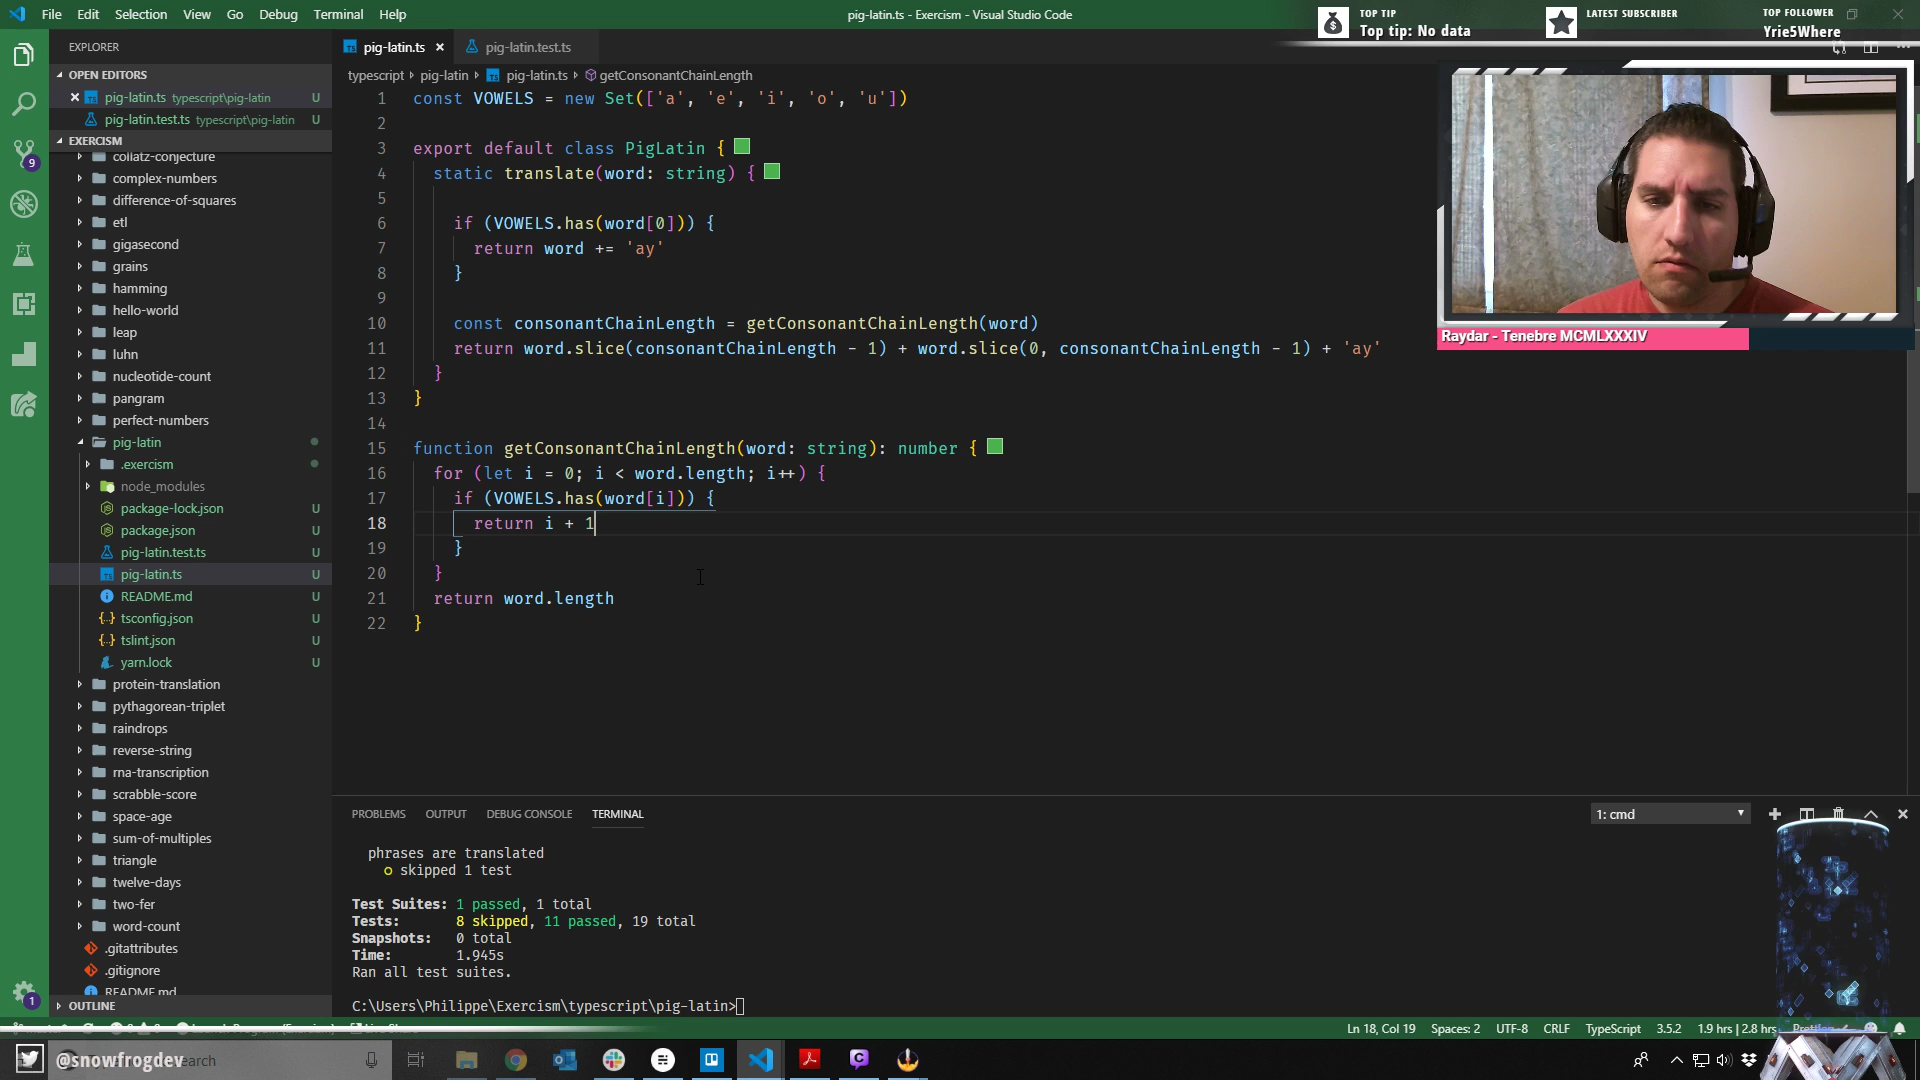 File Edit Selection View Go Debug Terminal Help
pig-latin.ts - Exercism - Visual Studio Code
TOP TIP
Top tip: No data
LATEST SUBSCRIBER
TOP FOLLOWER
Yrie5Where
EXPLORER
OPEN EDITORS
pig-latin.ts typescript\pig-latin U
pig-latin.test.ts typescript\pig-latin U
EXERCISM
collatz-conjecture
complex-numbers
difference-of-squares
etl
gigasecond
grains
hamming
hello-world
leap
luhn
nucleotide-count
pangram
perfect-numbers
pig-latin
.exercism
node_modules
package-lock.json U
package.json U
pig-latin.test.ts U
pig-latin.ts U
README.md U
tsconfig.json U
tslint.json U
yarn.lock U
protein-translation
pythagorean-triplet
raindrops
reverse-string
rna-transcription
scrabble-score
space-age
sum-of-multiples
triangle
twelve-days
two-fer
word-count
.gitattributes
.gitignore
README.md
OUTLINE
9
1
pig-latin.ts pig-latin.test.ts
typescript pig-latin pig-latin.ts getConsonantChainLength
1 const VOWELS = new Set(['a', 'e', 'i', 'o', 'u'])
2
3 export default class PigLatin {
4 static translate(word: string) {
5
6 if (VOWELS.has(word[0])) {
7 return word += 'ay'
8 }
9
10 const consonantChainLength = getConsonantChainLength(word)
11 return word.slice(consonantChainLength - 1) + word.slice(0, consonantChainLength - 1) + 'ay'
12 }
13 }
14
15 function getConsonantChainLength(word: string): number {
16 for (let i = 0; i < word.length; i++) {
17 if (VOWELS.has(word[i])) {
18 return i + 1
19 }
20 }
21 return word.length
22 }
Raydar - Tenebre MCMLXXXIV
PROBLEMS OUTPUT DEBUG CONSOLE TERMINAL
1: cmd
phrases are translated
o skipped 1 test
Test Suites: 1 passed, 1 total
Tests: 8 skipped, 11 passed, 19 total
Snapshots: 0 total
Time: 1.945s
Ran all test suites.
C:\Users\Philippe\Exercism\typescript\pig-latin>
Ln 18, Col 19 Spaces: 2 UTF-8 CRLF TypeScript 3.5.2 1.9 hrs | 2.8 hrs
@snowfrogdev